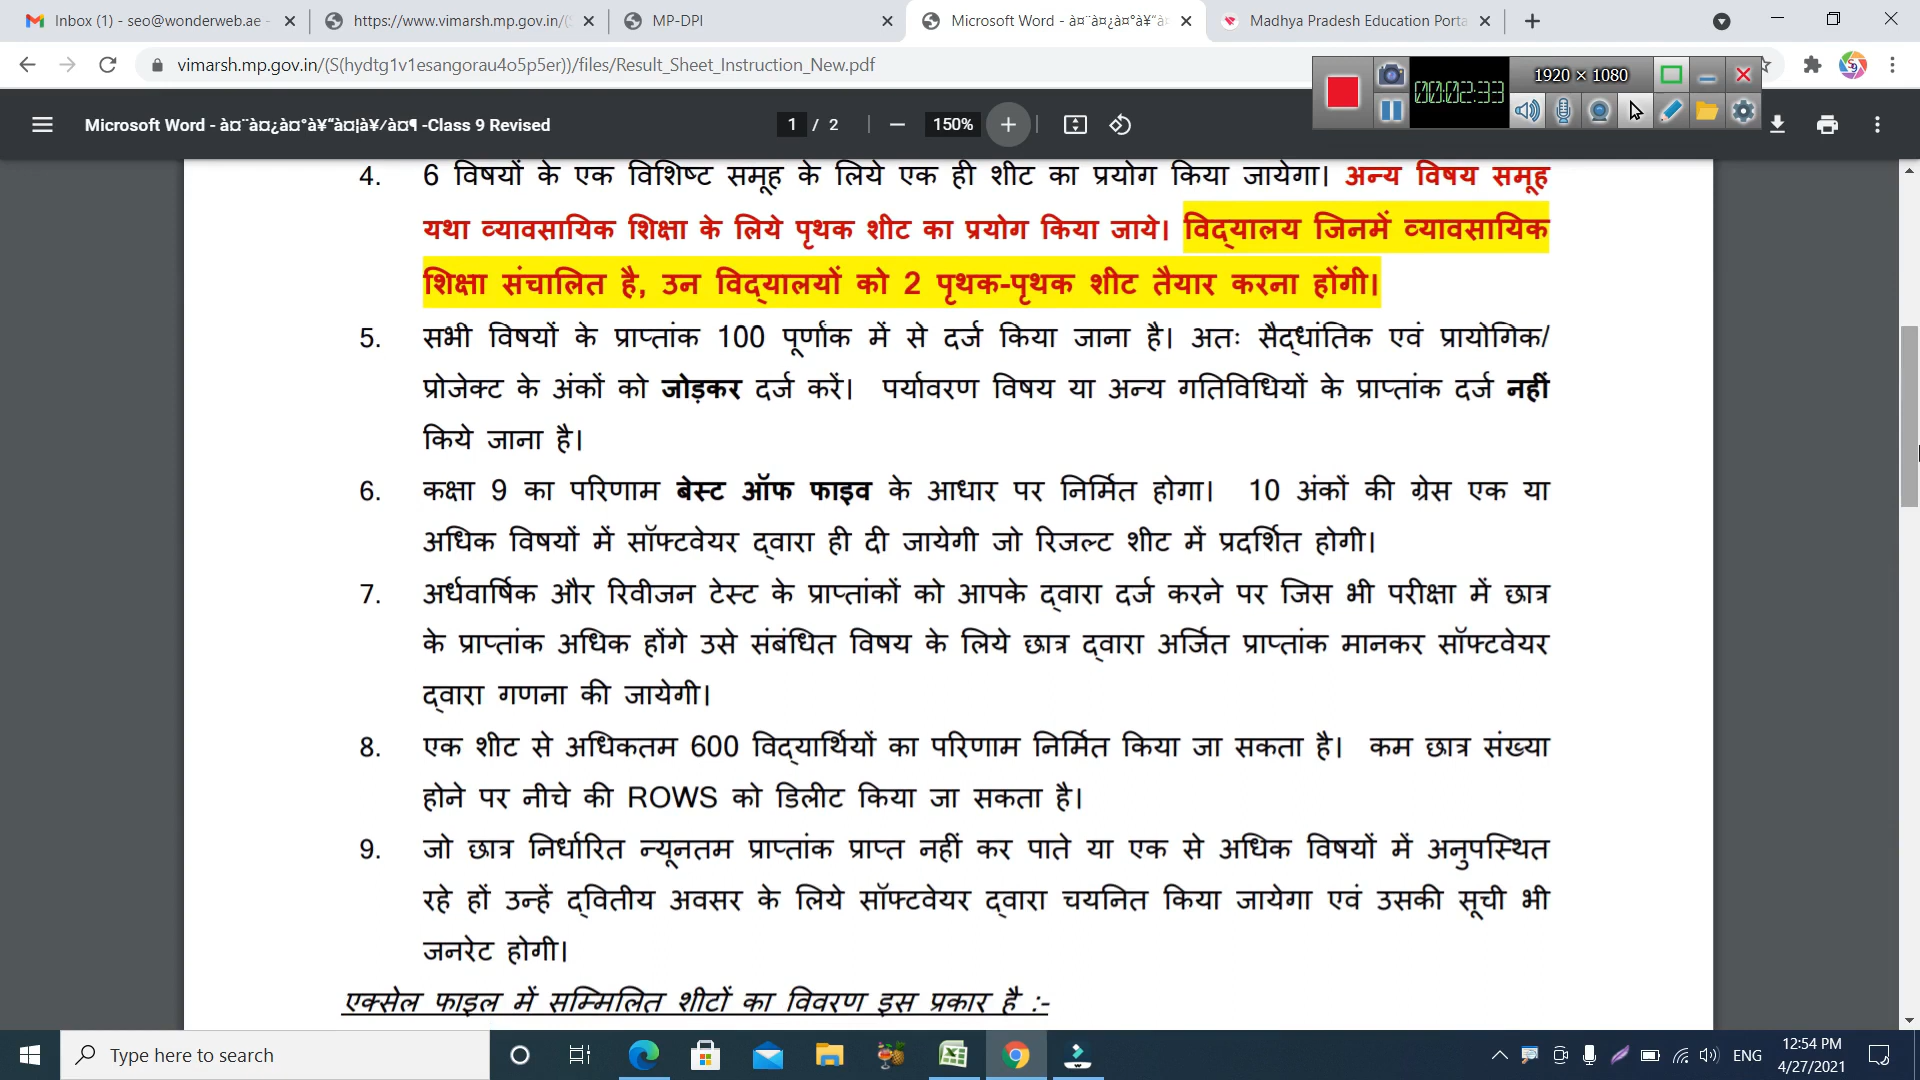 Inbox (1) - seo@wonderweb.ae -
https://www.vimarsh.mp.gov.in/(S
MP-DPI
Microsoft Word - à¤¨à¤¿à¤°à¥
Madhya Pradesh Education Porta
vimarsh.mp.gov.in/(S(hydtg1v1esangorau4o5p5er))/files/Result_Sheet_Instruction_New.pdf
1920 × 1080
00:02:33
Microsoft Word - à¤¨à¤¿à¤°à¥“à¤¦à¥⁄à¤¶ -Class 9 Revised
1 / 2
150%
4. 6 विषयों के एक विशिष्ट समूह के लिये एक ही शीट का प्रयोग किया जायेगा। अन्य विषय समूह
यथा व्यावसायिक शिक्षा के लिये पृथक शीट का प्रयोग किया जाये। विद्यालय जिनमें व्यावसायिक
शिक्षा संचालित है, उन विद्यालयों को 2 पृथक-पृथक शीट तैयार करना होंगी।
5. सभी विषयों के प्राप्तांक 100 पूर्णांक में से दर्ज किया जाना है। अतः सैद्धांतिक एवं प्रायोगिक/
प्रोजेक्ट के अंकों को जोड़कर दर्ज करें। पर्यावरण विषय या अन्य गतिविधियों के प्राप्तांक दर्ज नहीं
किये जाना है।
6. कक्षा 9 का परिणाम बेस्ट ऑफ फाइव के आधार पर निर्मित होगा। 10 अंकों की ग्रेस एक या
अधिक विषयों में सॉफ्टवेयर द्वारा ही दी जायेगी जो रिजल्ट शीट में प्रदर्शित होगी।
7. अर्धवार्षिक और रिवीजन टेस्ट के प्राप्तांकों को आपके द्वारा दर्ज करने पर जिस भी परीक्षा में छात्र
के प्राप्तांक अधिक होंगे उसे संबंधित विषय के लिये छात्र द्वारा अर्जित प्राप्तांक मानकर सॉफ्टवेयर
द्वारा गणना की जायेगी।
8. एक शीट से अधिकतम 600 विद्यार्थियों का परिणाम निर्मित किया जा सकता है। कम छात्र संख्या
होने पर नीचे की ROWS को डिलीट किया जा सकता है।
9. जो छात्र निर्धारित न्यूनतम प्राप्तांक प्राप्त नहीं कर पाते या एक से अधिक विषयों में अनुपस्थित
रहे हों उन्हें द्वितीय अवसर के लिये सॉफ्टवेयर द्वारा चयनित किया जायेगा एवं उसकी सूची भी
जनरेट होगी।
एक्सेल फाइल में सम्मिलित शीटों का विवरण इस प्रकार है :-
Type here to search
ENG
12:54 PM
4/27/2021